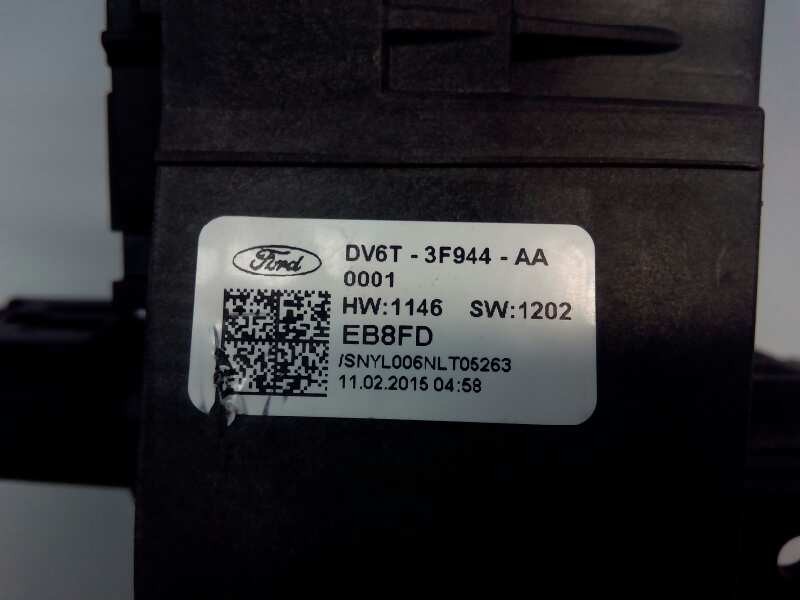 Ford
DV6T - 3F944 - AA
0001
HW:1146 SW:1202
EB8FD
/SNYL006NLT05263
11.02.2015 04:58